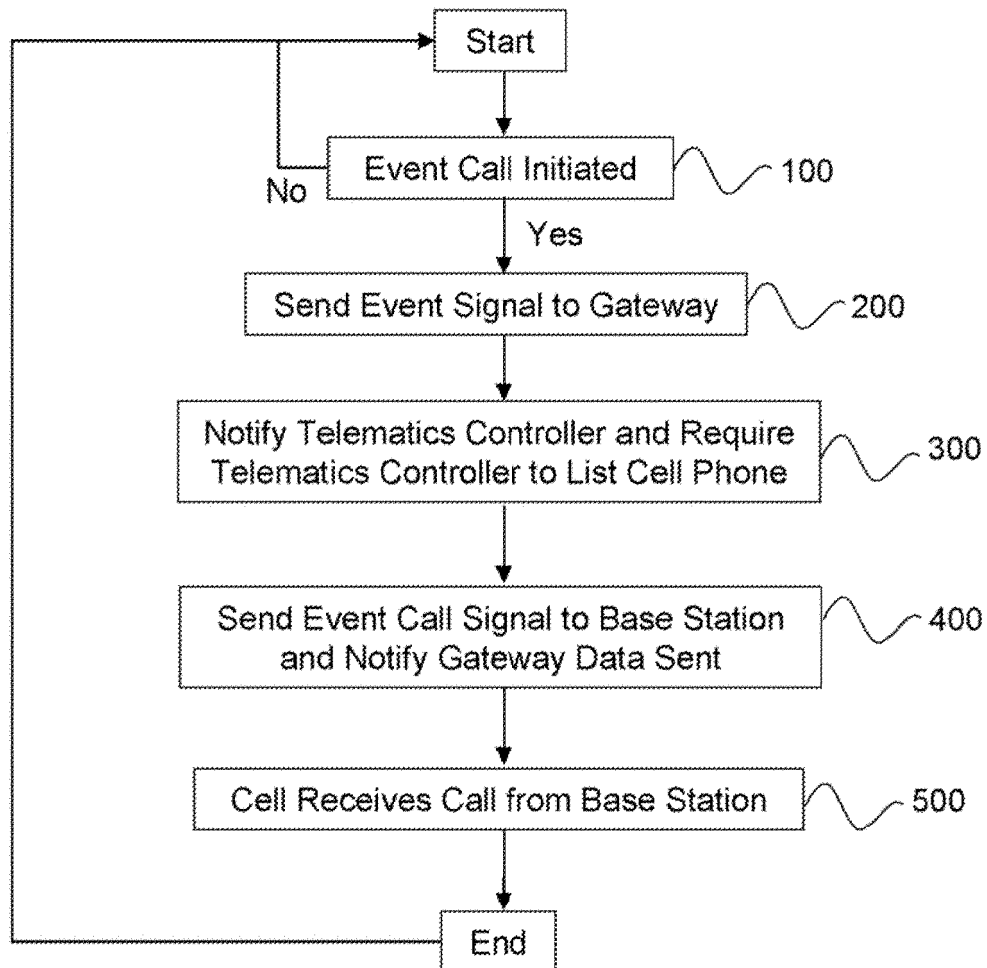 Start
Event Call Initiated
100
No
Yes
Send Event Signal to Gateway
200
Notify Telematics Controller and Require
Telematics Controller to List Cell Phone
300
Send Event Call Signal to Base Station
and Notify Gateway Data Sent
400
Cell Receives Call from Base Station
500
End